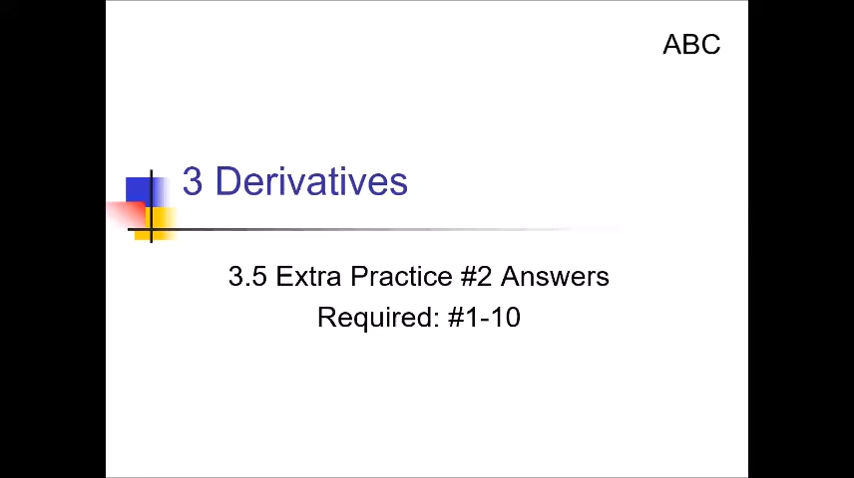 ABC
3 Derivatives
3.5 Extra Practice #2 Answers
Required: #1-10